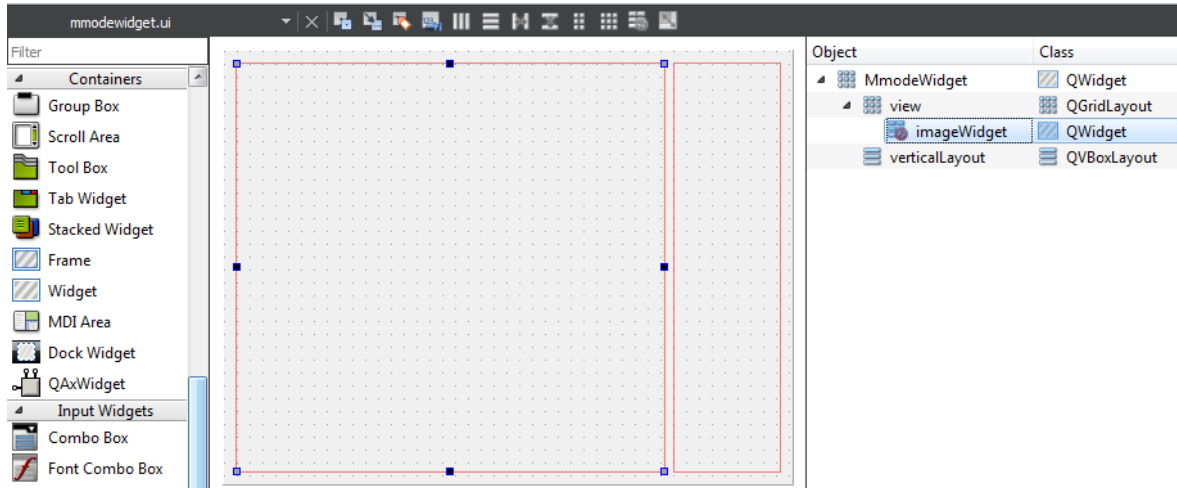 mmodewidget.ui
Filter
Containers
Group Box
Scroll Area
Tool Box
Tab Widget
Stacked Widget
Frame
Widget
MDI Area
Dock Widget
QAxWidget
Input Widgets
Combo Box
Font Combo Box
Object Class
MmodeWidget QWidget
view QGridLayout
imageWidget QWidget
verticalLayout QVBoxLayout